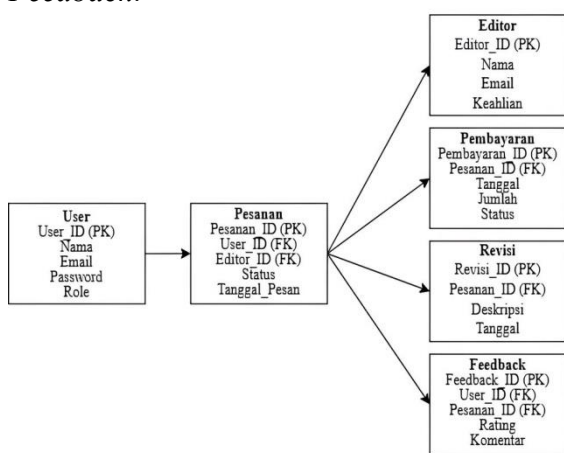 Feedback.
User
User_ID (PK)
Nama
Email
Password
Role
Pesanan
Pesanan_ID (PK)
User_ID (FK)
Editor_ID (FK)
Status
Tanggal_Pesan
Editor
Editor_ID (PK)
Nama
Email
Keahlian
Pembayaran
Pembayaran_ID (PK)
Pesanan_ID (FK)
Tanggal
Jumlah
Status
Revisi
Revisi_ID (PK)
Pesanan_ID (FK)
Deskripsi
Tanggal
Feedback
Feedback_ID (PK)
User_ID (FK)
Pesanan_ID (FK)
Rating
Komentar